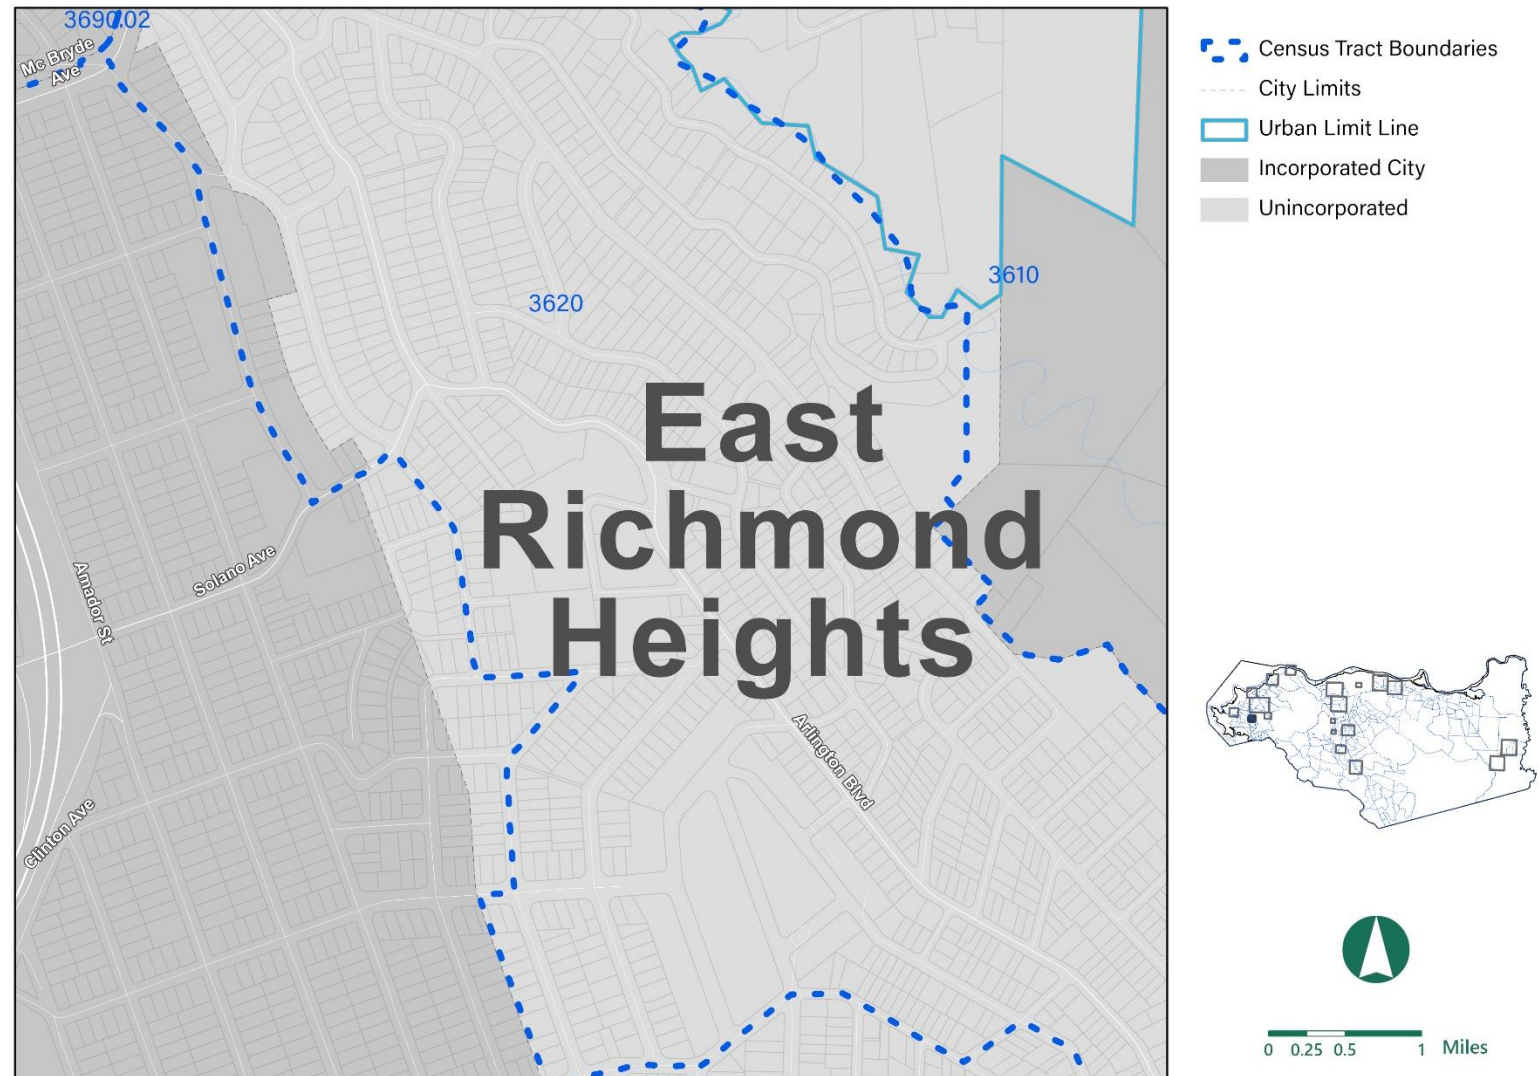 3690.02
Mc Bryde
Ave
3620
3610
East
Richmond
Heights
Amador St
Solano Ave
Clinton Ave
Arlington Blvd
Census Tract Boundaries
City Limits
Urban Limit Line
Incorporated City
Unincorporated
0 0.25 0.5 1 Miles